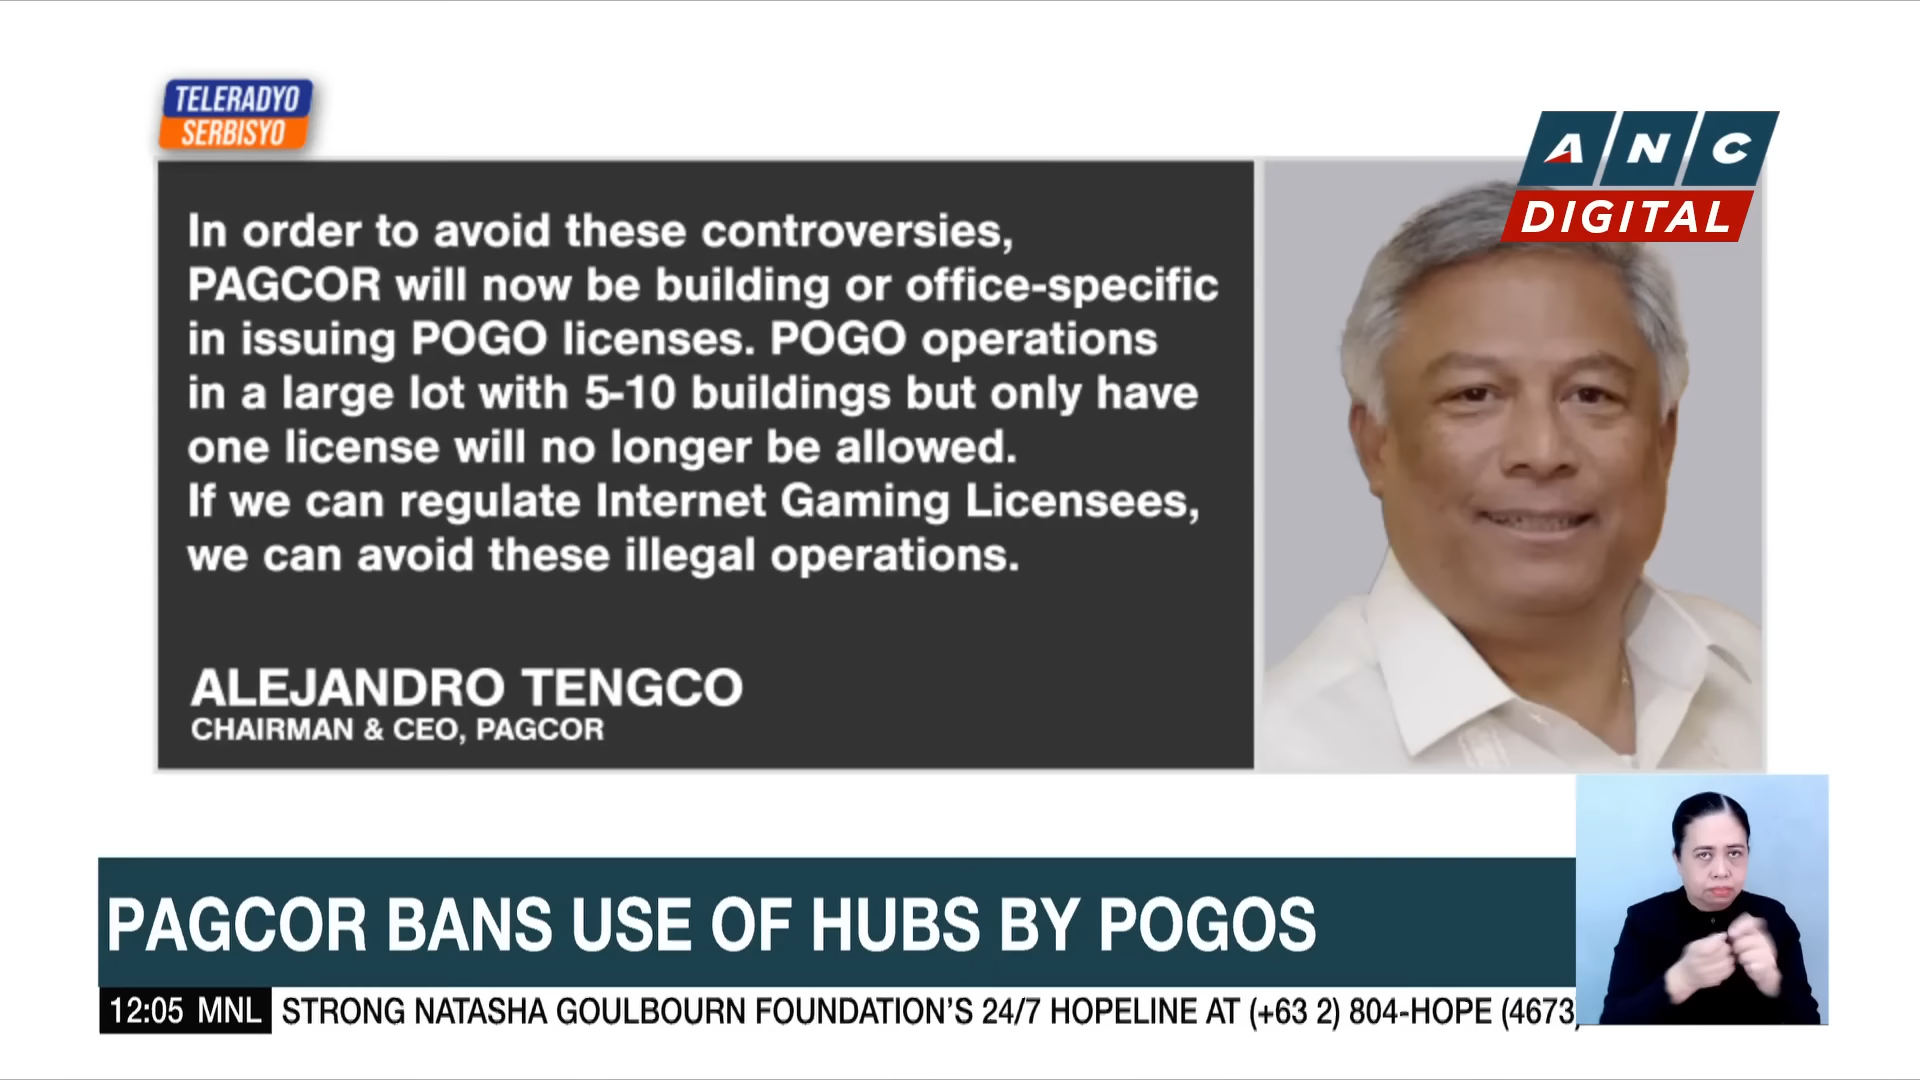 TELERADYO
SERBISYO
ANC
DIGITAL
In order to avoid these controversies,
PAGCOR will now be building or office-specific
in issuing POGO licenses. POGO operations
in a large lot with 5-10 buildings but only have
one license will no longer be allowed.
If we can regulate Internet Gaming Licensees,
we can avoid these illegal operations.
ALEJANDRO TENGCO
CHAIRMAN & CEO, PAGCOR
PAGCOR BANS USE OF HUBS BY POGOS
12:05 MNL STRONG NATASHA GOULBOURN FOUNDATION'S 24/7 HOPELINE AT (+63 2) 804-HOPE (4673)